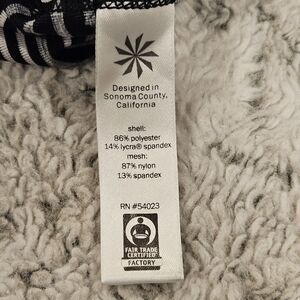 Designed in
Sonoma County,
California
shell:
86% polyester
14% lycra® spandex
mesh:
87% nylon
13% spandex
RN #54023
FAIR TRADE
CERTIFIED
FACTORY